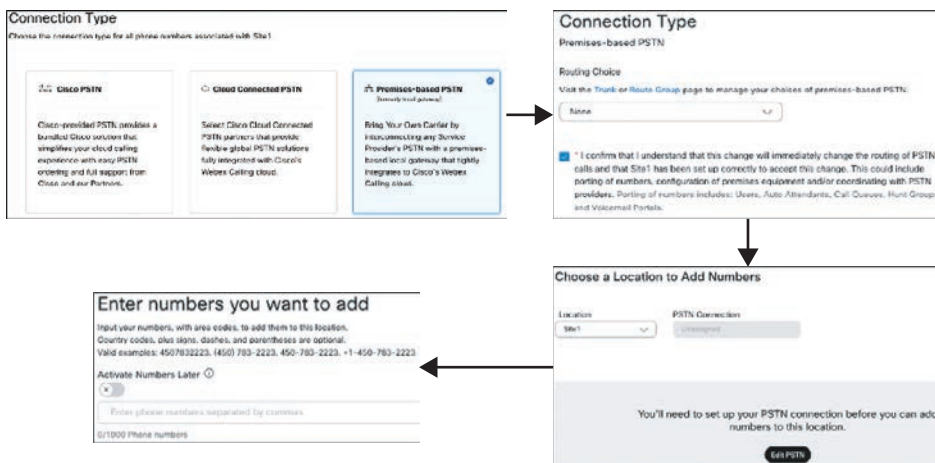 Connection Type
Choose the connection type for all phone numbers associated with Site1
Cisco PSTN
Cisco-provided PSTN provides a
bundled Cisco solution that
simplifies your cloud calling
experience with easy PSTN
ordering and full support from
Cisco and our Partners.
Cloud Connected PSTN
Select Cisco Cloud Connected
PSTN partners that provide
flexible global PSTN solutions
fully integrated with Cisco's
Webex Calling cloud.
Premises-based PSTN
(formerly local gateway)
Bring Your Own Carrier by
interconnecting any Service
Provider's PSTN with a premises-
based local gateway that tightly
integrates to Cisco's Webex
Calling cloud.
Connection Type
Premises-based PSTN
Routing Choice
Visit the Trunk or Route Group page to manage your choices of premises-based PSTN.
None
* I confirm that I understand that this change will immediately change the routing of PSTN
calls and that Site1 has been set up correctly to accept this change. This could include
porting of numbers, configuration of premises equipment and/or coordinating with PSTN
providers. Porting of numbers includes: Users, Auto Attendants, Call Queues, Hunt Group
and Voicemail Portals.
Choose a Location to Add Numbers
Location
PSTN Connection
Site1
Unassigned
You'll need to set up your PSTN connection before you can add
numbers to this location.
Edit PSTN
Enter numbers you want to add
Input your numbers, with area codes, to add them to this location.
Country codes, plus signs, dashes, and parentheses are optional.
Valid examples: 4507832223, (450) 783-2223, 450-783-2223, +1-450-783-2223
Activate Numbers Later
Enter phone numbers separated by commas
0/1000 Phone numbers